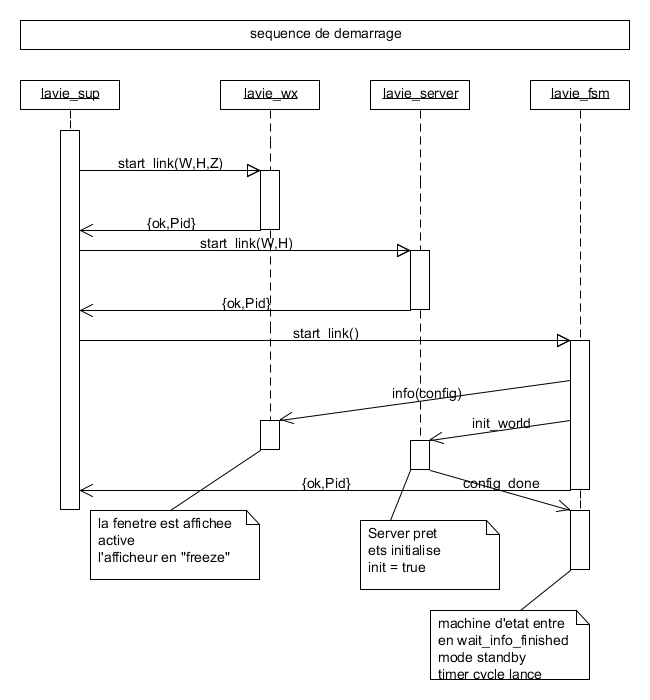 sequence de demarrage
lavie_sup
lavie_wx
lavie_server
lavie_fsm
start_link(W,H,Z)
{ok,Pid}
start_link(W,H)
{ok,Pid}
start_link()
info(config)
init_world
{ok,Pid}
config_done
la fenetre est affichee
active
l'afficheur en "freeze"
Server pret
ets initialise
init = true
machine d'etat entre
en wait_info_finished
mode standby
timer cycle lance